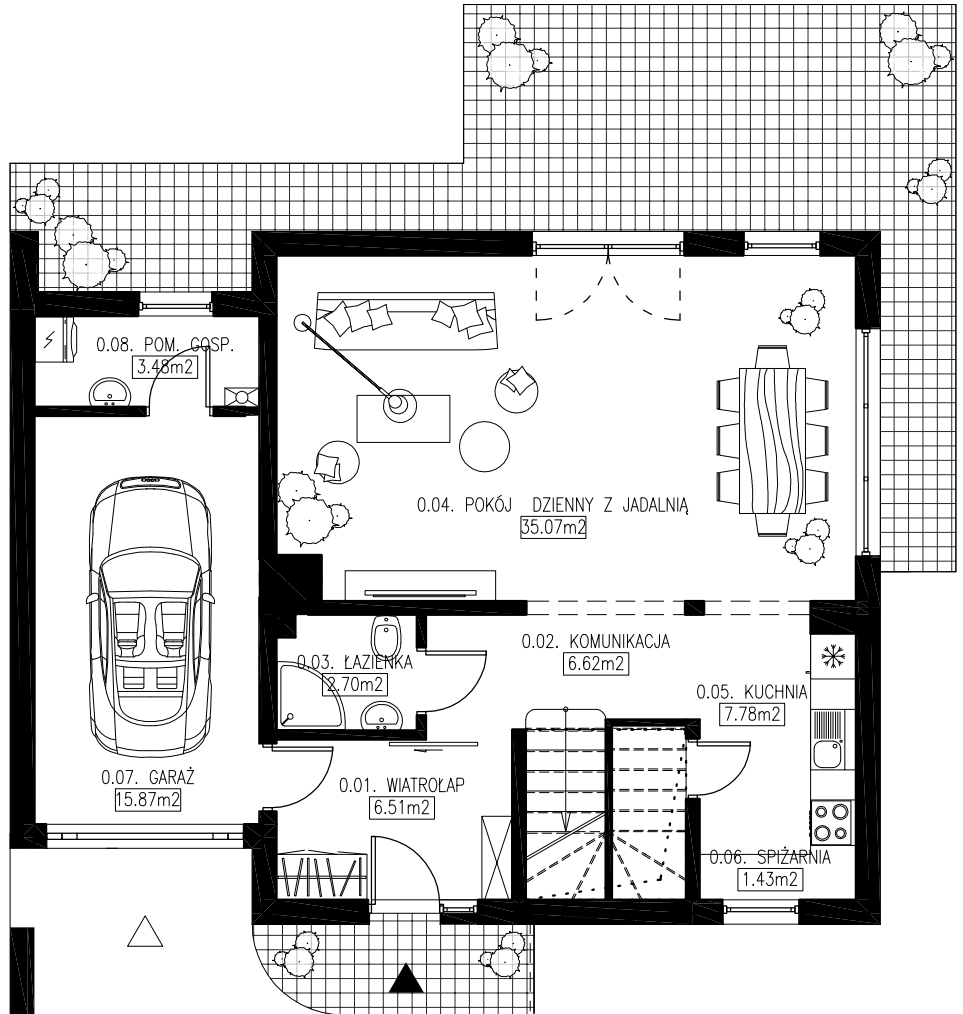 0.08. POM. GOSP.
3.48m2
0.04. POKÓJ DZIENNY Z JADALNIĄ
35.07m2
0.02. KOMUNIKACJA
6.62m2
0.03. ŁAZIENKA
2.70m2
0.05. KUCHNIA
7.78m2
0.07. GARAŻ
15.87m2
0.01. WIATROŁAP
6.51m2
0.06. SPIŻARNIA
1.43m2